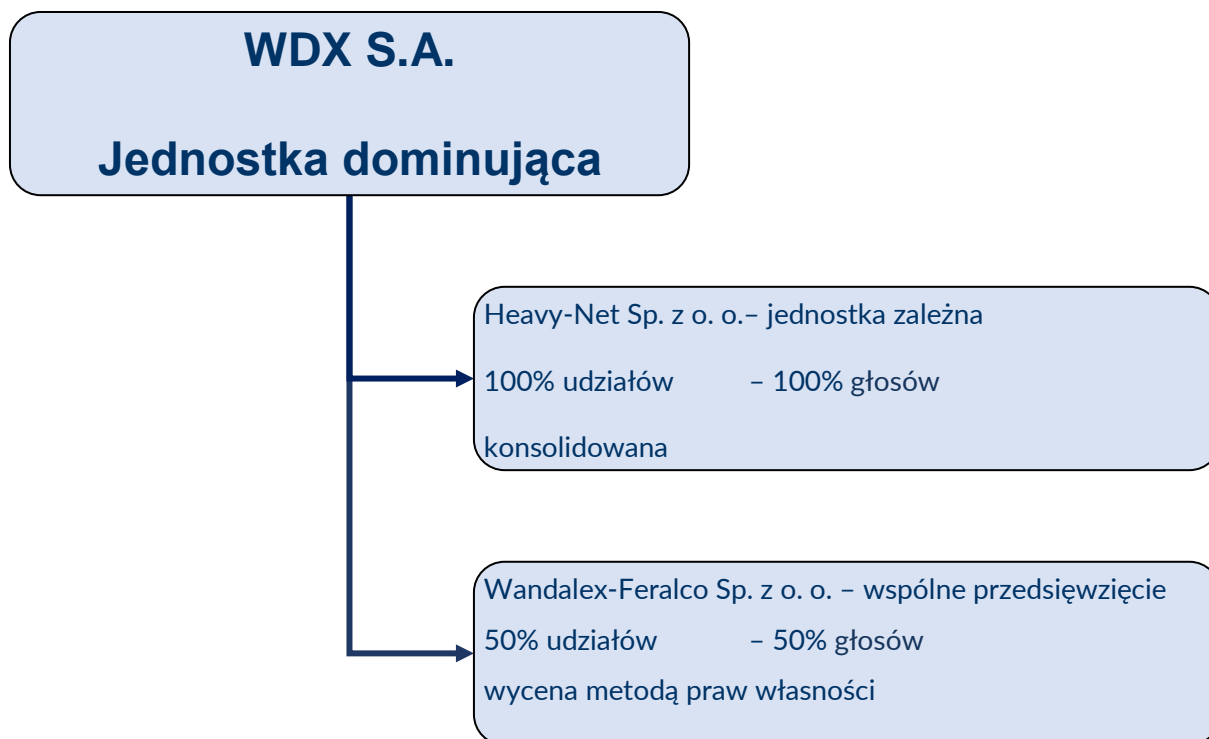 WDX S.A.
Jednostka dominująca
Heavy-Net Sp. z o. o.– jednostka zależna
100% udziałów – 100% głosów
konsolidowana
Wandalex-Feralco Sp. z o. o. – wspólne przedsięwzięcie
50% udziałów – 50% głosów
wycena metodą praw własności